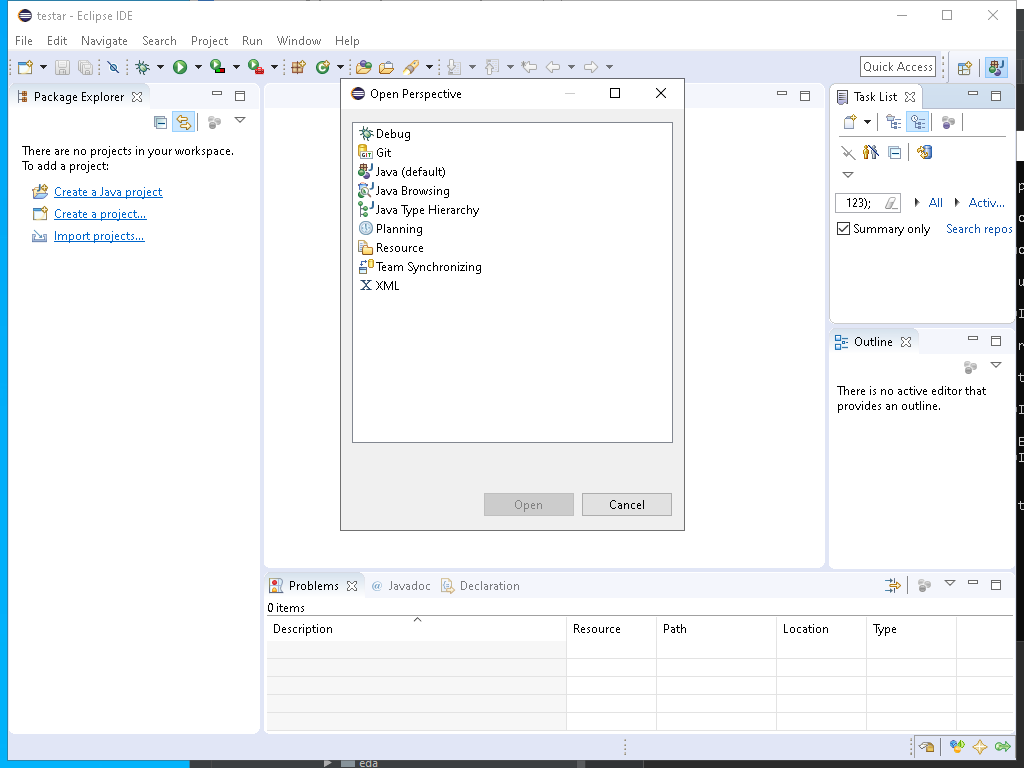 testar - Eclipse IDE
File Edit Navigate Search Project Run Window Help
Quick Access
Package Explorer
There are no projects in your workspace.
To add a project:
Create a Java project
Create a project...
Import projects...
Open Perspective
Debug
Git
Java (default)
Java Browsing
Java Type Hierarchy
Planning
Resource
Team Synchronizing
XML
Open Cancel
Task List
123); All Activ...
Summary only Search repos
Outline
There is no active editor that
provides an outline.
Problems @ Javadoc Declaration
0 items
Description Resource Path Location Type
eda